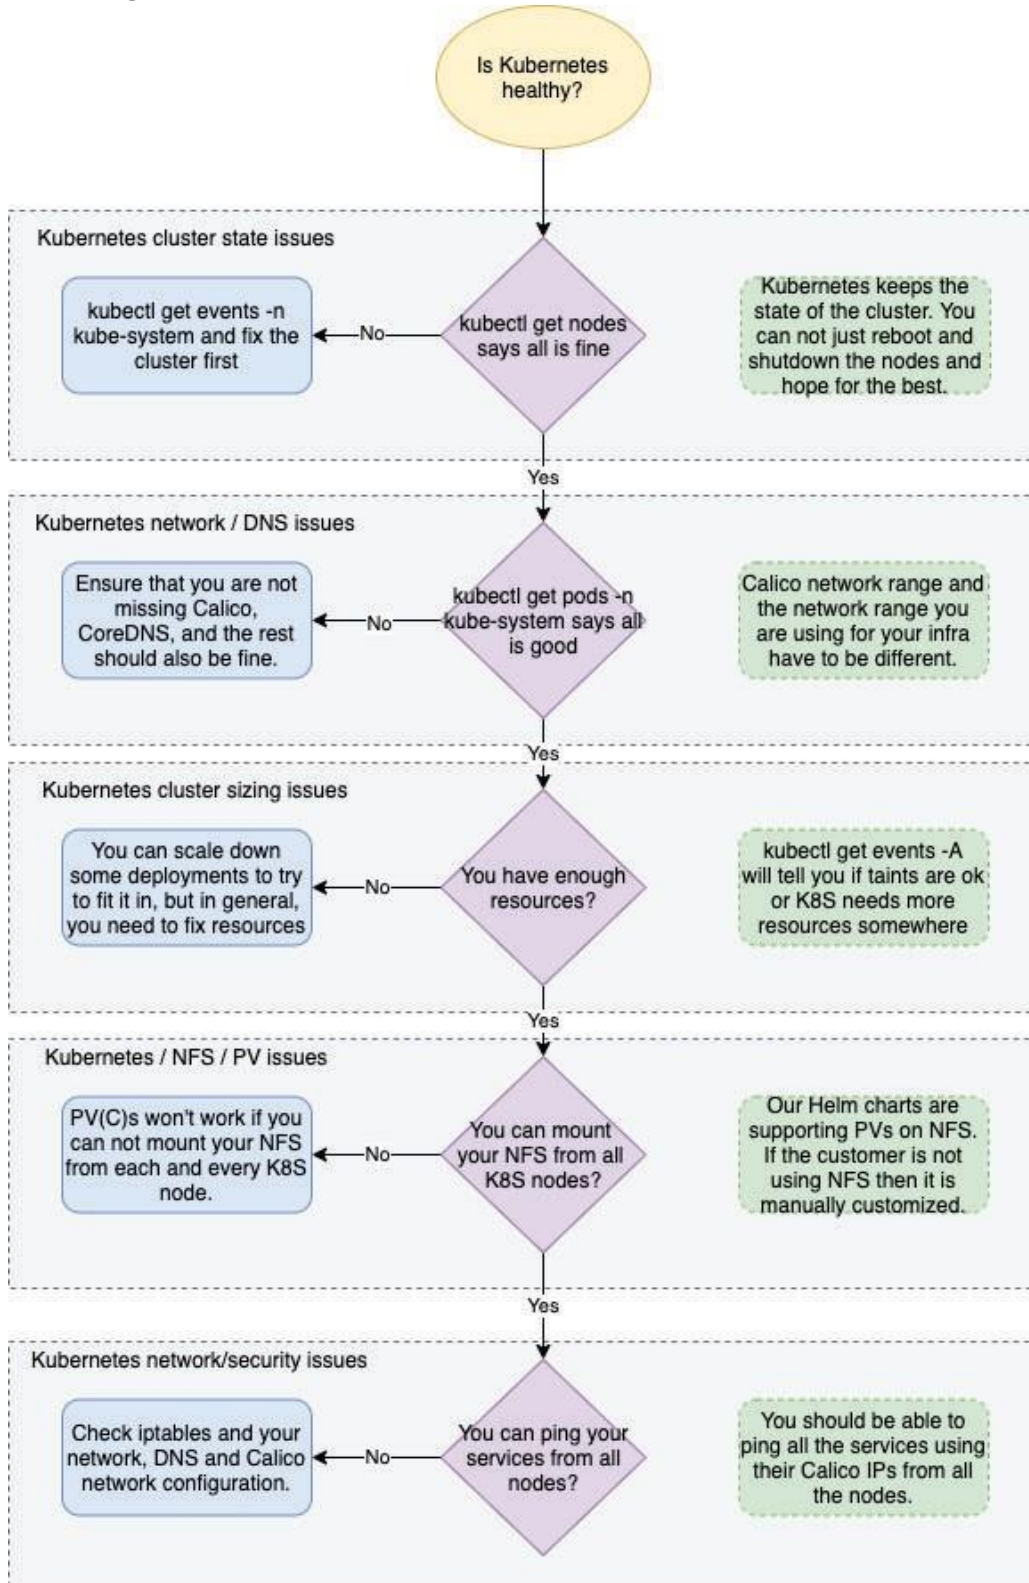 Is Kubernetes
healthy?
Kubernetes cluster state issues
kubectl get events -n
kube-system and fix the
cluster first
No
kubectl get nodes
says all is fine
Kubernetes keeps the
state of the cluster. You
can not just reboot and
shutdown the nodes and
hope for the best.
Yes
Kubernetes network / DNS issues
Ensure that you are not
missing Calico,
CoreDNS, and the rest
should also be fine.
No
kubectl get pods -n
kube-system says all
is good
Calico network range and
the network range you
are using for your infra
have to be different.
Yes
Kubernetes cluster sizing issues
You can scale down
some deployments to try
to fit it in, but in general,
you need to fix resources
No
You have enough
resources?
kubectl get events -A
will tell you if taints are ok
or K8S needs more
resources somewhere
Yes
Kubernetes / NFS / PV issues
PV(C)s won't work if you
can not mount your NFS
from each and every K8S
node.
No
You can mount
your NFS from all
K8S nodes?
Our Helm charts are
supporting PVs on NFS.
If the customer is not
using NFS then it is
manually customized.
Yes
Kubernetes network/security issues
Check iptables and your
network, DNS and Calico
network configuration.
No
You can ping your
services from all
nodes?
You should be able to
ping all the services using
their Calico IPs from all
the nodes.